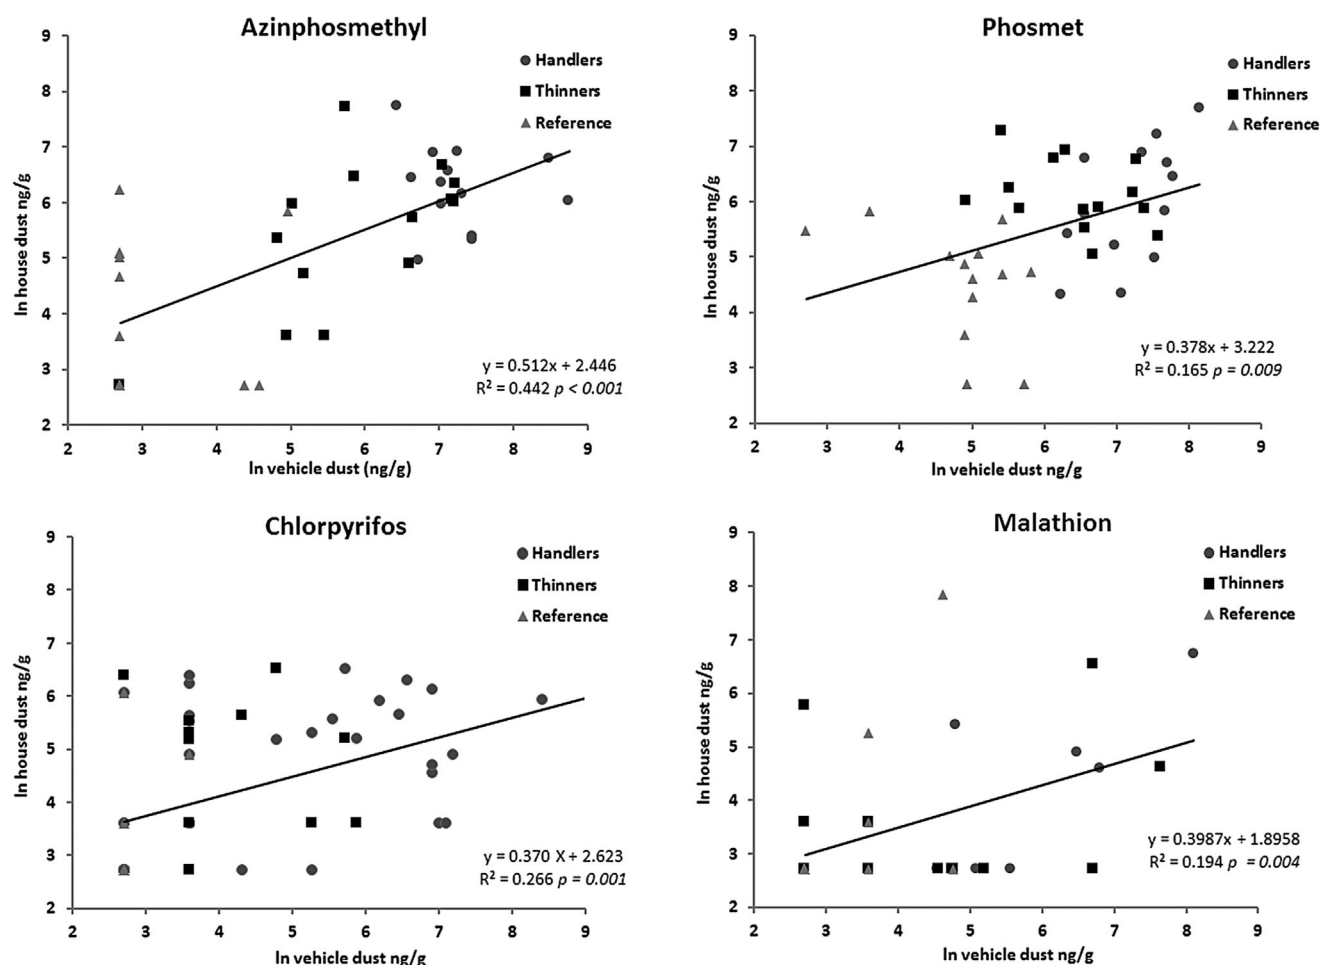 Azinphosmethyl
9
8
7
6
5
4
3
2
2 3 4 5 6 7 8 9
ln house dust ng/g
ln vehicle dust (ng/g)
Handlers
Thinners
Reference
y = 0.512x + 2.446
R² = 0.442 p < 0.001
Phosmet
9
8
7
6
5
4
3
2
2 3 4 5 6 7 8 9
ln house dust ng/g
ln vehicle dust ng/g
Handlers
Thinners
Reference
y = 0.378x + 3.222
R² = 0.165 p = 0.009
Chlorpyrifos
9
8
7
6
5
4
3
2
2 3 4 5 6 7 8 9
ln house dust ng/g
ln vehicle dust ng/g
Handlers
Thinners
Reference
y = 0.370 X + 2.623
R² = 0.266 p = 0.001
Malathion
9
8
7
6
5
4
3
2
2 3 4 5 6 7 8 9
ln house dust ng/g
ln vehicle dust ng/g
Handlers
Thinners
Reference
y = 0.3987x + 1.8958
R² = 0.194 p = 0.004